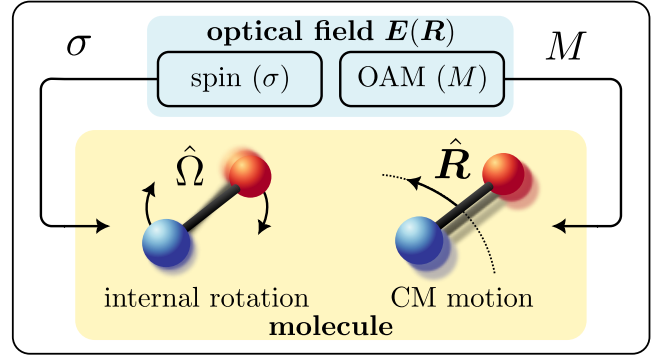 optical field E(R)
σ
M
spin (σ)
OAM (M)
Ω̂
R̂
internal rotation
CM motion
molecule